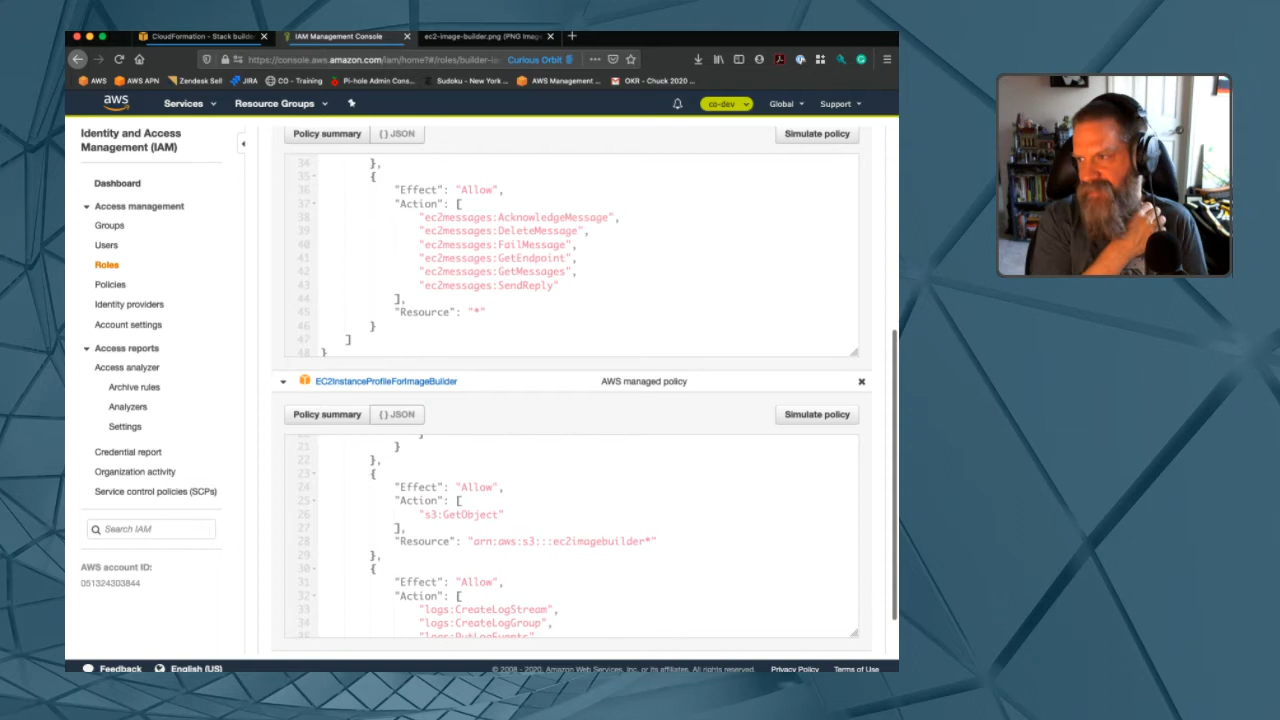 CloudFormation - Stack builder
IAM Management Console
ec2-image-builder.png (PNG Imag
https://console.aws.amazon.com/iam/home?#/roles/builder-ia
Curious Orbit
AWS
AWS APN
Zendesk Sell
JIRA
CO - Training
Pi-hole Admin Cons...
Sudoku - New York ...
AWS Management ...
OKR - Chuck 2020 ...
aws
Services
Resource Groups
co-dev
Global
Support
Identity and Access
Management (IAM)
Dashboard
Access management
Groups
Users
Roles
Policies
Identity providers
Account settings
Access reports
Access analyzer
Archive rules
Analyzers
Settings
Credential report
Organization activity
Service control policies (SCPs)
Search IAM
AWS account ID:
051324303844
Policy summary
{ } JSON
Simulate policy
34 },
35 {
36 "Effect": "Allow",
37 "Action": [
38 "ec2messages:AcknowledgeMessage",
39 "ec2messages:DeleteMessage",
40 "ec2messages:FailMessage",
41 "ec2messages:GetEndpoint",
42 "ec2messages:GetMessages",
43 "ec2messages:SendReply"
44 ],
45 "Resource": "*"
46 }
47 ]
48 }
EC2InstanceProfileForImageBuilder
AWS managed policy
Policy summary
{ } JSON
Simulate policy
21 }
22 },
23 {
24 "Effect": "Allow",
25 "Action": [
26 "s3:GetObject"
27 ],
28 "Resource": "arn:aws:s3:::ec2imagebuilder*"
29 },
30 {
31 "Effect": "Allow",
32 "Action": [
33 "logs:CreateLogStream",
34 "logs:CreateLogGroup",
35 "logs:PutLogEvents"
Feedback
English (US)
© 2008 - 2020, Amazon Web Services, Inc. or its affiliates. All rights reserved.
Privacy Policy
Terms of Use